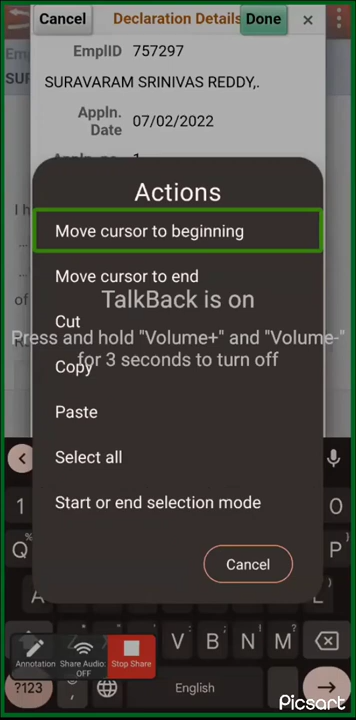 Cancel Declaration Details Done ×
EmplID 757297
SURAVARAM SRINIVAS REDDY,.
Appln.
Date 07/02/2022
Actions
Move cursor to beginning
Move cursor to end
TalkBack is on
Cut
Press and hold "Volume+" and "Volume-"
for 3 seconds to turn off
Copy
Paste
Select all
Start or end selection mode
Cancel
1 0
Q % P }
A L
Z V B N M
Annotation Share Audio: OFF Stop Share
?123 , English
Picsart